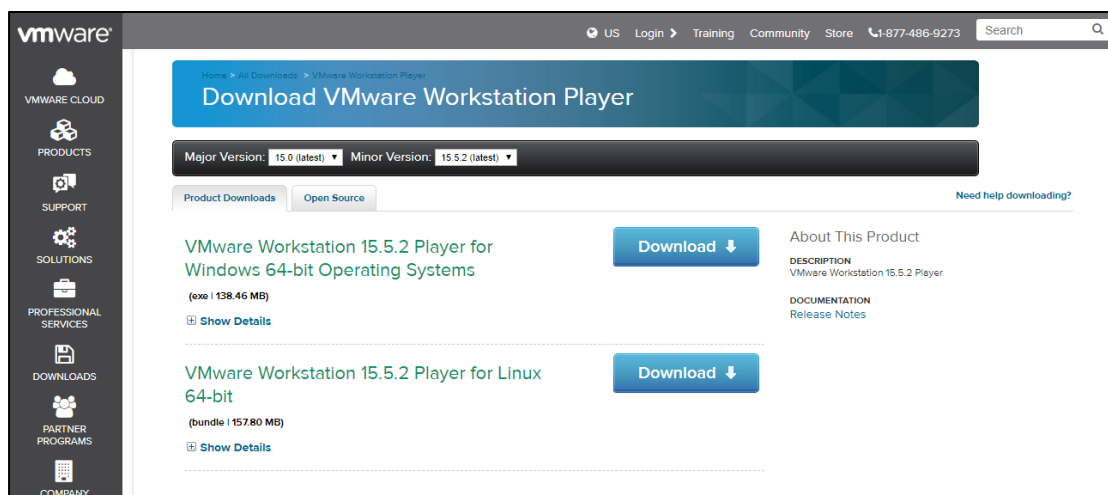 vmware®
US Login > Training Community Store 1-877-486-9273 Search
VMWARE CLOUD
PRODUCTS
SUPPORT
SOLUTIONS
PROFESSIONAL
SERVICES
DOWNLOADS
PARTNER
PROGRAMS
COMPANY
Home > All Downloads > VMware Workstation Player
Download VMware Workstation Player
Major Version: 15.0 (latest) Minor Version: 15.5.2 (latest)
Product Downloads Open Source Need help downloading?
VMware Workstation 15.5.2 Player for
Windows 64-bit Operating Systems
(exe | 138.46 MB)
Show Details
Download
VMware Workstation 15.5.2 Player for Linux
64-bit
(bundle | 157.80 MB)
Show Details
Download
About This Product
DESCRIPTION
VMware Workstation 15.5.2 Player
DOCUMENTATION
Release Notes